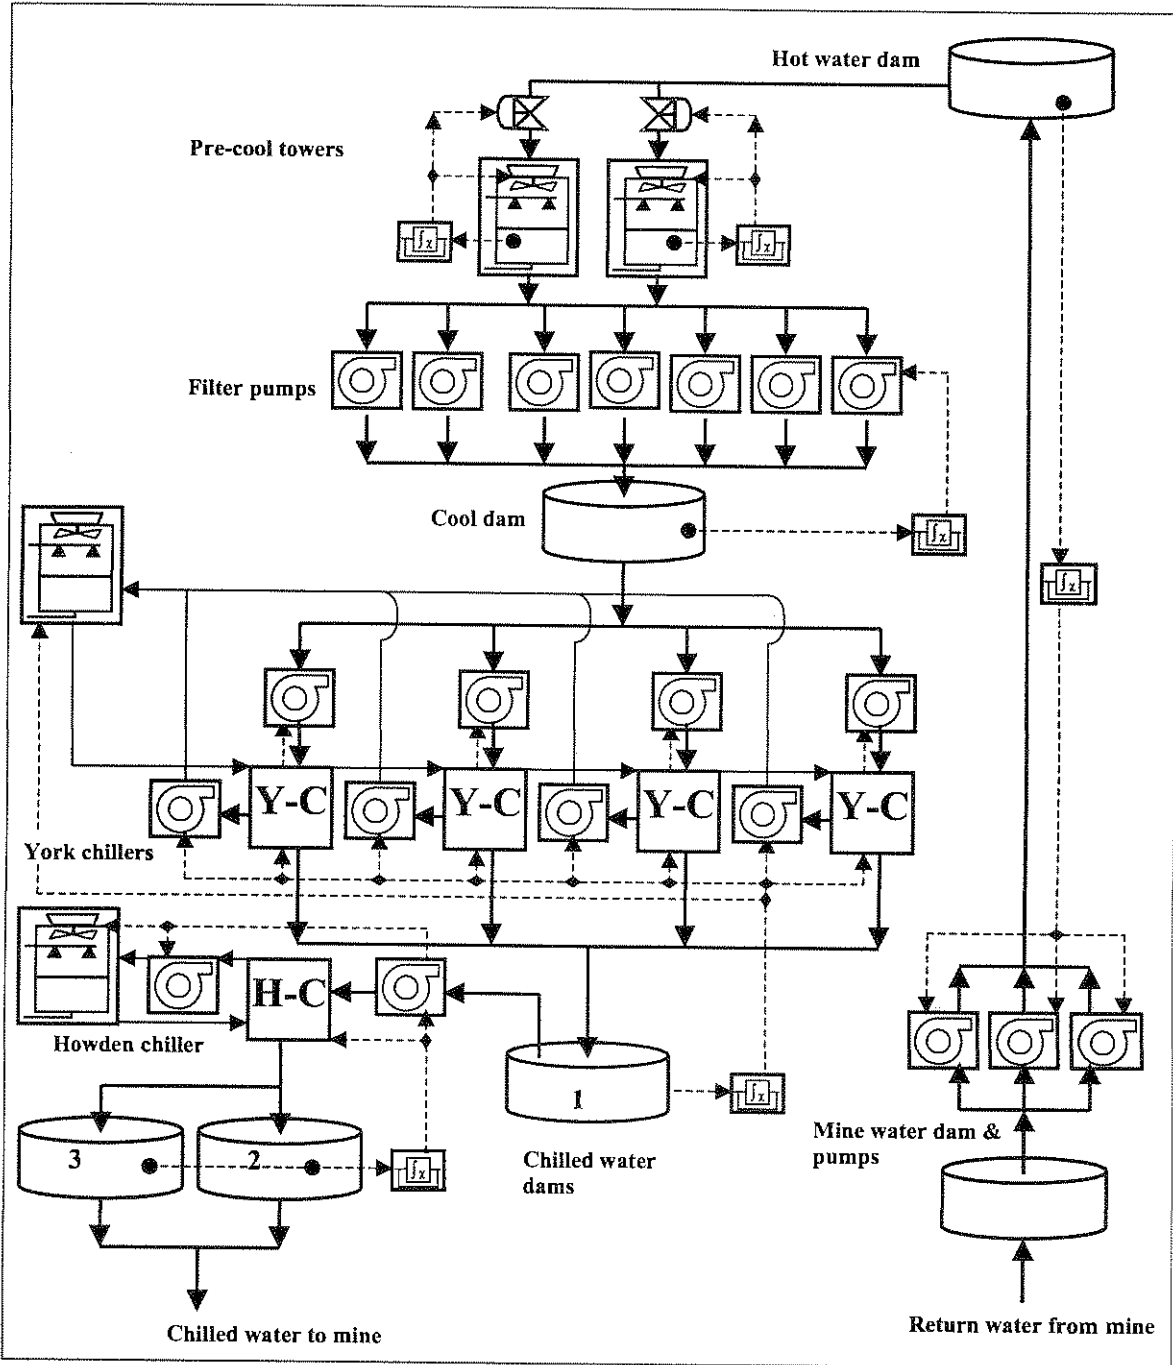 Hot water dam
Pre-cool towers
∫χ
∫χ
Filter pumps
Cool dam
∫χ
∫χ
Y-C
Y-C
Y-C
Y-C
York chillers
H-C
Howden chiller
1
∫χ
3
2
∫χ
Chilled water
dams
Mine water dam &
pumps
Chilled water to mine
Return water from mine